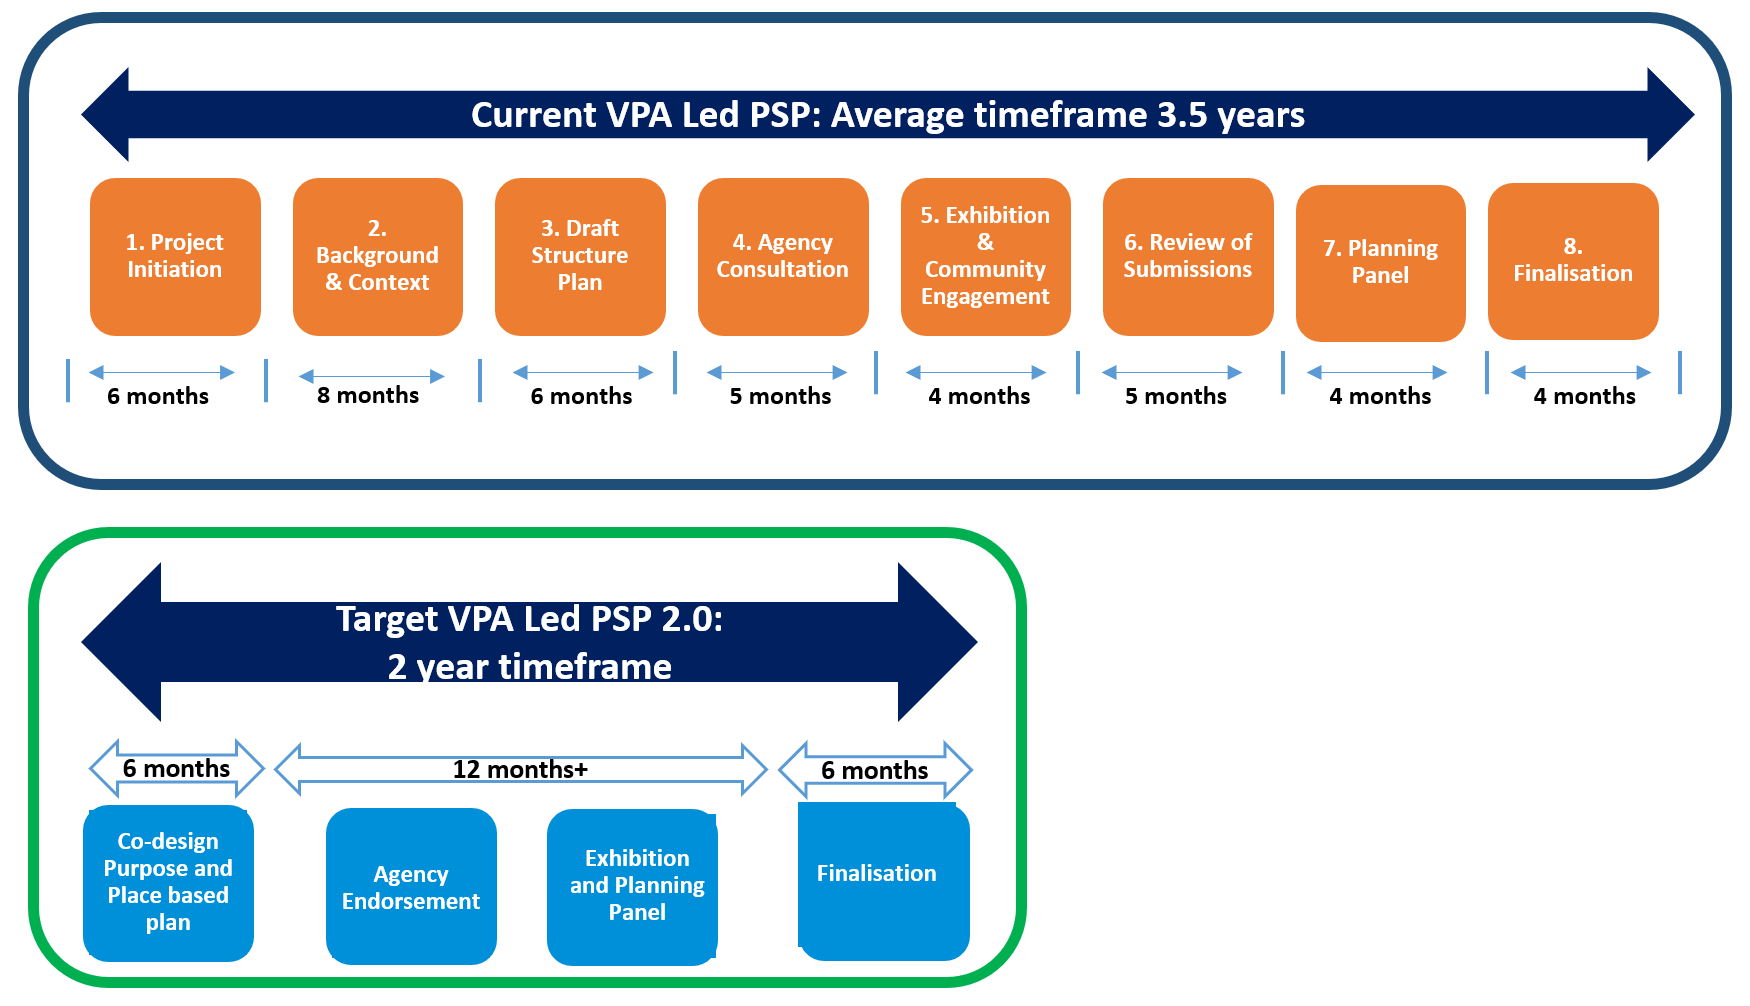 Current VPA Led PSP: Average timeframe 3.5 years
1. Project
Initiation
2.
Background
& Context
3. Draft
Structure
Plan
4. Agency
Consultation
5. Exhibition
&
Community
Engagement
6. Review of
Submissions
7. Planning
Panel
8.
Finalisation
6 months
8 months
6 months
5 months
4 months
5 months
4 months
4 months
Target VPA Led PSP 2.0:
2 year timeframe
6 months
12 months+
6 months
Co-design
Purpose and
Place based
plan
Agency
Endorsement
Exhibition
and Planning
Panel
Finalisation